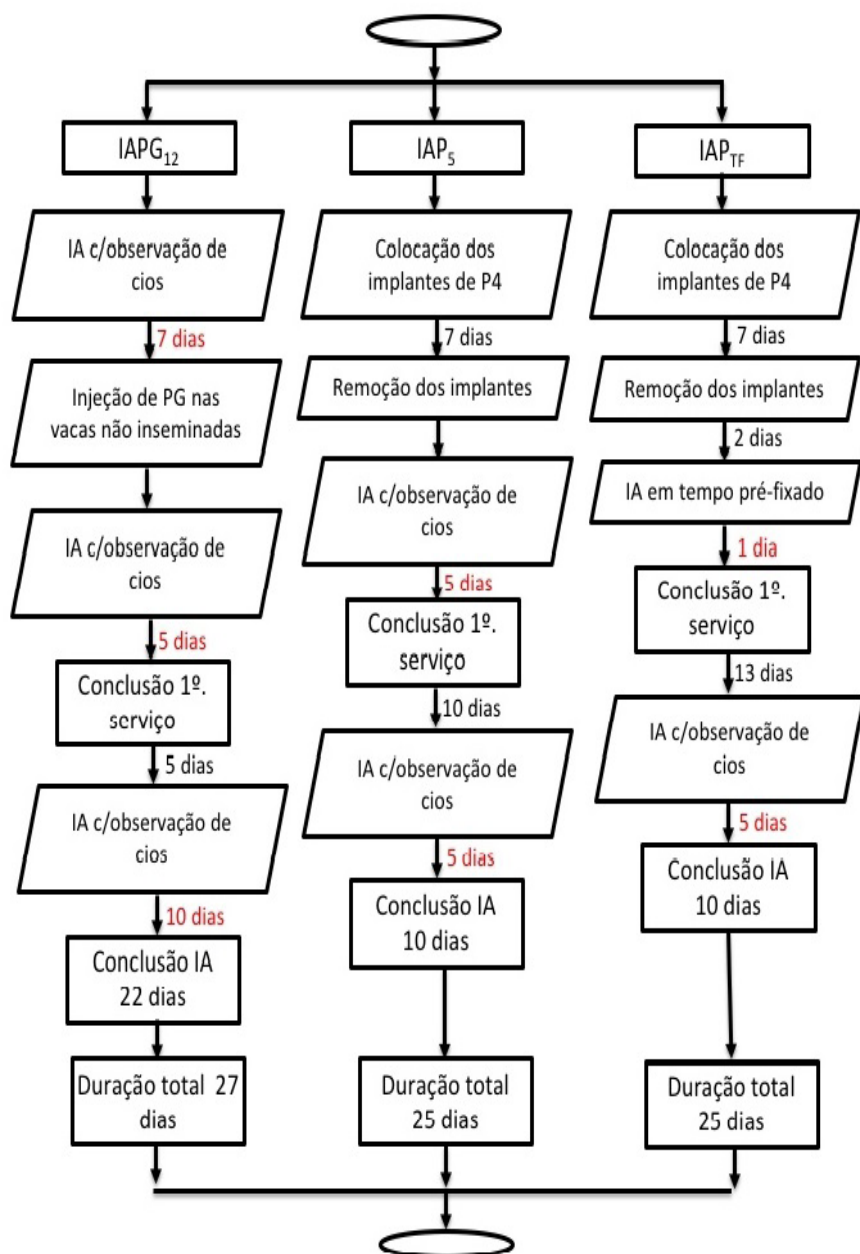 IAPG12
IA c/observação de
cios
7 dias
Injeção de PG nas
vacas não inseminadas
IA c/observação de
cios
5 dias
Conclusão 1º.
serviço
5 dias
IA c/observação de
cios
10 dias
Conclusão IA
22 dias
Duração total 27
dias
IAP5
Colocação dos
implantes de P4
7 dias
Remoção dos implantes
IA c/observação de
cios
5 dias
Conclusão 1º.
serviço
10 dias
IA c/observação de
cios
5 dias
Conclusão IA
10 dias
Duração total
25 dias
IAPTF
Colocação dos
implantes de P4
7 dias
Remoção dos implantes
2 dias
IA em tempo pré-fixado
1 dia
Conclusão 1º.
serviço
13 dias
IA c/observação de
cios
5 dias
Conclusão IA
10 dias
Duração total
25 dias